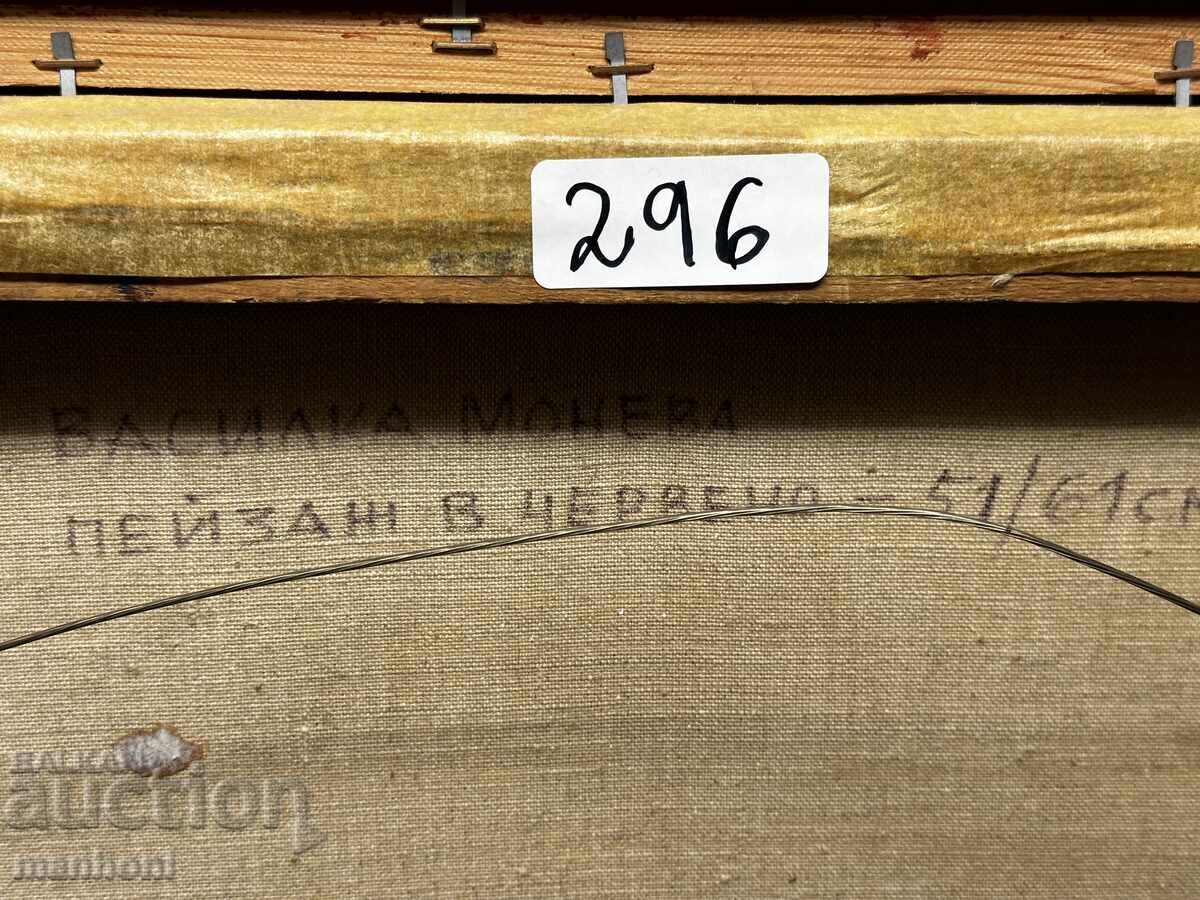 296
ВАСИЛКА МОНЕВА
ПЕЙЗАЖ В ЧЕРВЕНО – 51/61см
BALKAN
auction
manhoni